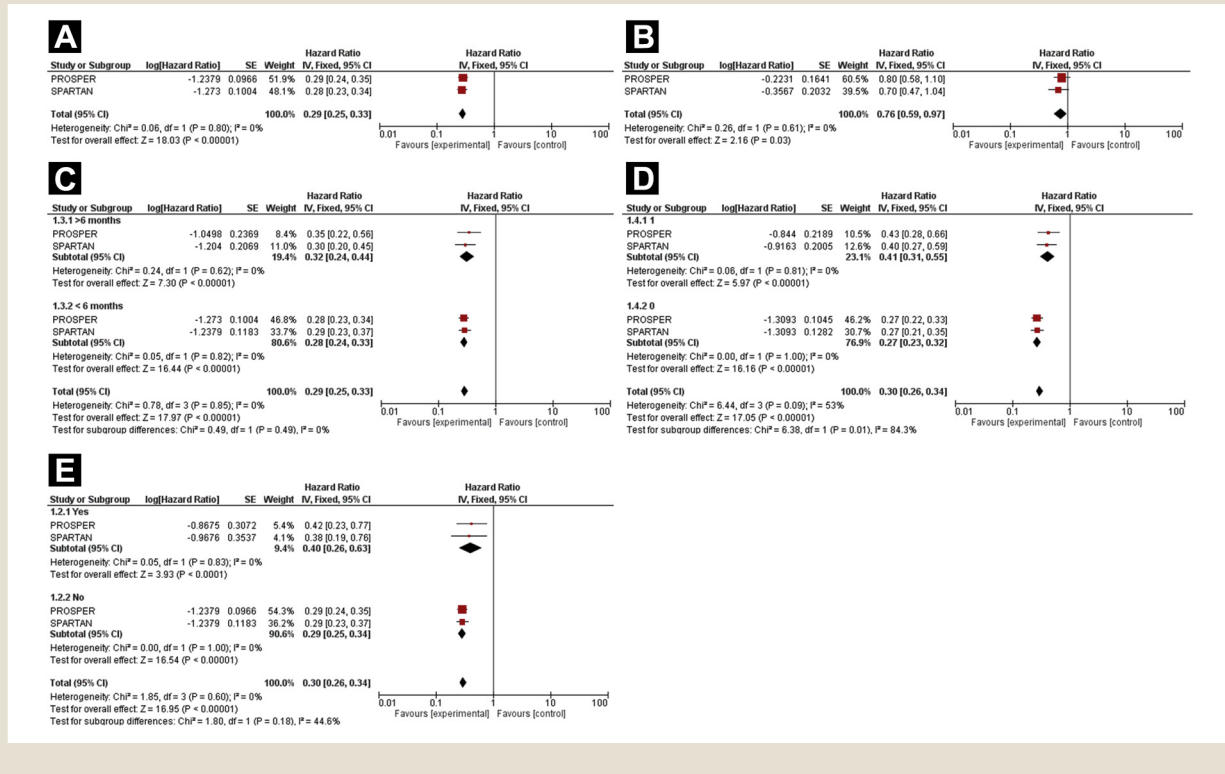 A
Hazard Ratio Hazard Ratio
Study or Subgroup log[Hazard Ratio] SE Weight IV, Fixed, 95% CI IV, Fixed, 95% CI
PROSPER -1.2379 0.0966 51.9% 0.29 [0.24, 0.35]
SPARTAN -1.273 0.1004 48.1% 0.28 [0.23, 0.34]
Total (95% CI) 100.0% 0.29 [0.25, 0.33]
Heterogeneity: Chi² = 0.06, df = 1 (P = 0.80); I² = 0%
Test for overall effect: Z = 18.03 (P < 0.00001)
0.01 0.1 1 10 100
Favours [experimental] Favours [control]
B
Hazard Ratio Hazard Ratio
Study or Subgroup log[Hazard Ratio] SE Weight IV, Fixed, 95% CI IV, Fixed, 95% CI
PROSPER -0.2231 0.1641 60.5% 0.80 [0.58, 1.10]
SPARTAN -0.3567 0.2032 39.5% 0.70 [0.47, 1.04]
Total (95% CI) 100.0% 0.76 [0.59, 0.97]
Heterogeneity: Chi² = 0.26, df = 1 (P = 0.61); I² = 0%
Test for overall effect: Z = 2.16 (P = 0.03)
0.01 0.1 1 10 100
Favours [experimental] Favours [control]
C
Hazard Ratio Hazard Ratio
Study or Subgroup log[Hazard Ratio] SE Weight IV, Fixed, 95% CI IV, Fixed, 95% CI
1.3.1 >6 months
PROSPER -1.0498 0.2369 8.4% 0.35 [0.22, 0.56]
SPARTAN -1.204 0.2069 11.0% 0.30 [0.20, 0.45]
Subtotal (95% CI) 19.4% 0.32 [0.24, 0.44]
Heterogeneity: Chi² = 0.24, df = 1 (P = 0.62); I² = 0%
Test for overall effect: Z = 7.30 (P < 0.00001)
1.3.2 < 6 months
PROSPER -1.273 0.1004 46.8% 0.28 [0.23, 0.34]
SPARTAN -1.2379 0.1183 33.7% 0.29 [0.23, 0.37]
Subtotal (95% CI) 80.6% 0.28 [0.24, 0.33]
Heterogeneity: Chi² = 0.05, df = 1 (P = 0.82); I² = 0%
Test for overall effect: Z = 16.44 (P < 0.00001)
Total (95% CI) 100.0% 0.29 [0.25, 0.33]
Heterogeneity: Chi² = 0.78, df = 3 (P = 0.85); I² = 0%
Test for overall effect: Z = 17.97 (P < 0.00001)
Test for subgroup differences: Chi² = 0.49, df = 1 (P = 0.49), I² = 0%
0.01 0.1 1 10 100
Favours [experimental] Favours [control]
D
Hazard Ratio Hazard Ratio
Study or Subgroup log[Hazard Ratio] SE Weight IV, Fixed, 95% CI IV, Fixed, 95% CI
1.4.1 1
PROSPER -0.844 0.2189 10.5% 0.43 [0.28, 0.66]
SPARTAN -0.9163 0.2005 12.6% 0.40 [0.27, 0.59]
Subtotal (95% CI) 23.1% 0.41 [0.31, 0.55]
Heterogeneity: Chi² = 0.06, df = 1 (P = 0.81); I² = 0%
Test for overall effect: Z = 5.97 (P < 0.00001)
1.4.2 0
PROSPER -1.3093 0.1045 46.2% 0.27 [0.22, 0.33]
SPARTAN -1.3093 0.1282 30.7% 0.27 [0.21, 0.35]
Subtotal (95% CI) 76.9% 0.27 [0.23, 0.32]
Heterogeneity: Chi² = 0.00, df = 1 (P = 1.00); I² = 0%
Test for overall effect: Z = 16.16 (P < 0.00001)
Total (95% CI) 100.0% 0.30 [0.26, 0.34]
Heterogeneity: Chi² = 6.44, df = 3 (P = 0.09); I² = 53%
Test for overall effect: Z = 17.05 (P < 0.00001)
Test for subgroup differences: Chi² = 6.38, df = 1 (P = 0.01), I² = 84.3%
0.01 0.1 1 10 100
Favours [experimental] Favours [control]
E
Hazard Ratio Hazard Ratio
Study or Subgroup log[Hazard Ratio] SE Weight IV, Fixed, 95% CI IV, Fixed, 95% CI
1.2.1 Yes
PROSPER -0.8675 0.3072 5.4% 0.42 [0.23, 0.77]
SPARTAN -0.9676 0.3537 4.1% 0.38 [0.19, 0.76]
Subtotal (95% CI) 9.4% 0.40 [0.26, 0.63]
Heterogeneity: Chi² = 0.05, df = 1 (P = 0.83); I² = 0%
Test for overall effect: Z = 3.93 (P < 0.0001)
1.2.2 No
PROSPER -1.2379 0.0966 54.3% 0.29 [0.24, 0.35]
SPARTAN -1.2379 0.1183 36.2% 0.29 [0.23, 0.37]
Subtotal (95% CI) 90.6% 0.29 [0.25, 0.34]
Heterogeneity: Chi² = 0.00, df = 1 (P = 1.00); I² = 0%
Test for overall effect: Z = 16.54 (P < 0.00001)
Total (95% CI) 100.0% 0.30 [0.26, 0.34]
Heterogeneity: Chi² = 1.85, df = 3 (P = 0.60); I² = 0%
Test for overall effect: Z = 16.95 (P < 0.00001)
Test for subgroup differences: Chi² = 1.80, df = 1 (P = 0.18), I² = 44.6%
0.01 0.1 1 10 100
Favours [experimental] Favours [control]